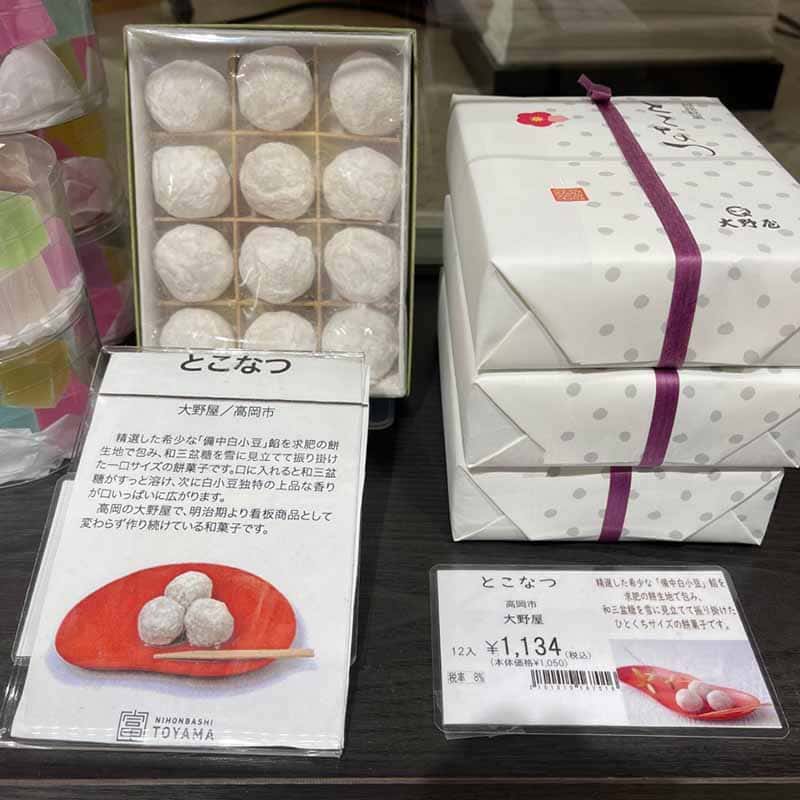 とこなつ
大野屋
とこなつ
大野屋／高岡市
精選した希少な「備中白小豆」餡を求肥の餅
生地で包み、和三盆糖を雪に見立てて振り掛け
た一口サイズの餅菓子です。口に入れると和三盆
糖がすっと溶け、次に白小豆独特の上品な香り
が口いっぱいに広がります。
高岡の大野屋で、明治期より看板商品として
変わらず作り続けている和菓子です。
富
NIHONBASHI
TOYAMA
とこなつ
高岡市
大野屋
12入 ¥1,134(税込)
(本体価格¥1,050)
税率 8%
精選した希少な「備中白小豆」餡を
求肥の餅生地で包み、
和三盆糖を雪に見立てて振り掛けた
ひとくちサイズの餅菓子です。